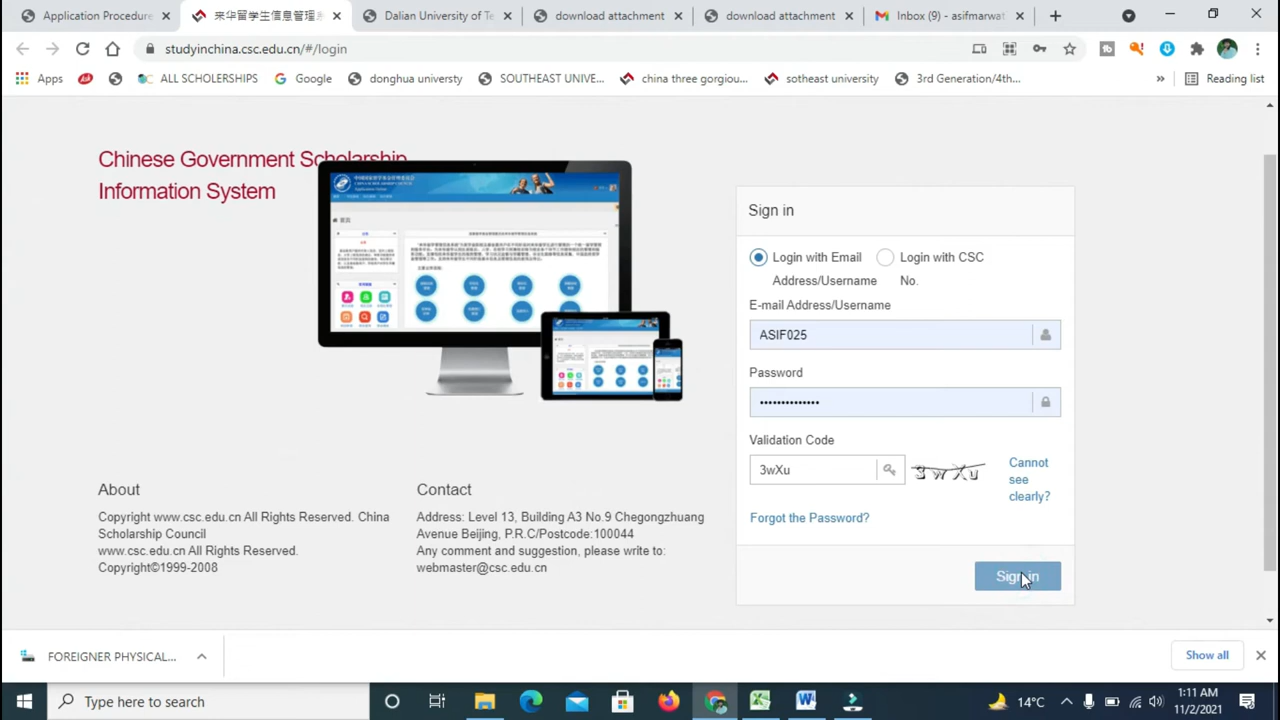 Application Procedure
来华留学生信息管理系
Dalian University of Te
download attachment
download attachment
Inbox (9) - asifmarwat
studyinchina.csc.edu.cn/#/login
Apps
ALL SCHOLERSHIPS
Google
donghua universty
SOUTHEAST UNIVE...
china three gorgiou...
sotheast university
3rd Generation/4th...
»
Reading list
Chinese Government Scholarship
Information System
Sign in
Login with Email Address/Username
Login with CSC No.
E-mail Address/Username
ASIF025
Password
••••••••••••••
Validation Code
3wXu
3wXu
Cannot
see
clearly?
Forgot the Password?
Sign in
About
Copyright www.csc.edu.cn All Rights Reserved. China
Scholarship Council
www.csc.edu.cn All Rights Reserved.
Copyright©1999-2008
Contact
Address: Level 13, Building A3 No.9 Chegongzhuang
Avenue Beijing, P.R.C/Postcode:100044
Any comment and suggestion, please write to:
webmaster@csc.edu.cn
FOREIGNER PHYSICAL...
Show all
Type here to search
14°C
1:11 AM
11/2/2021